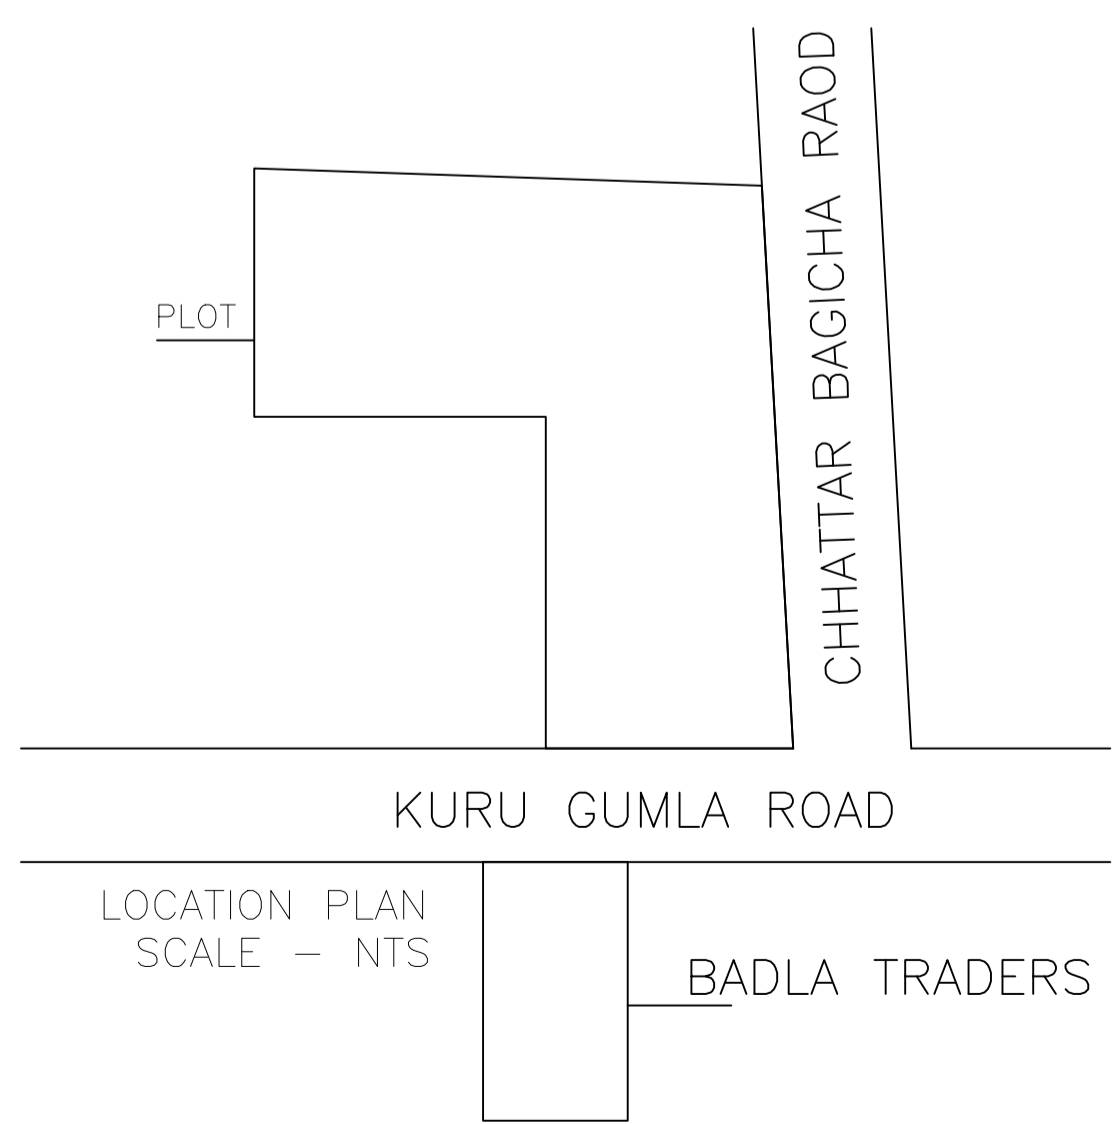 CHHATTAR BAGICHA RAOD
PLOT
KURU GUMLA ROAD
LOCATION PLAN
SCALE - NTS
BADLA TRADERS